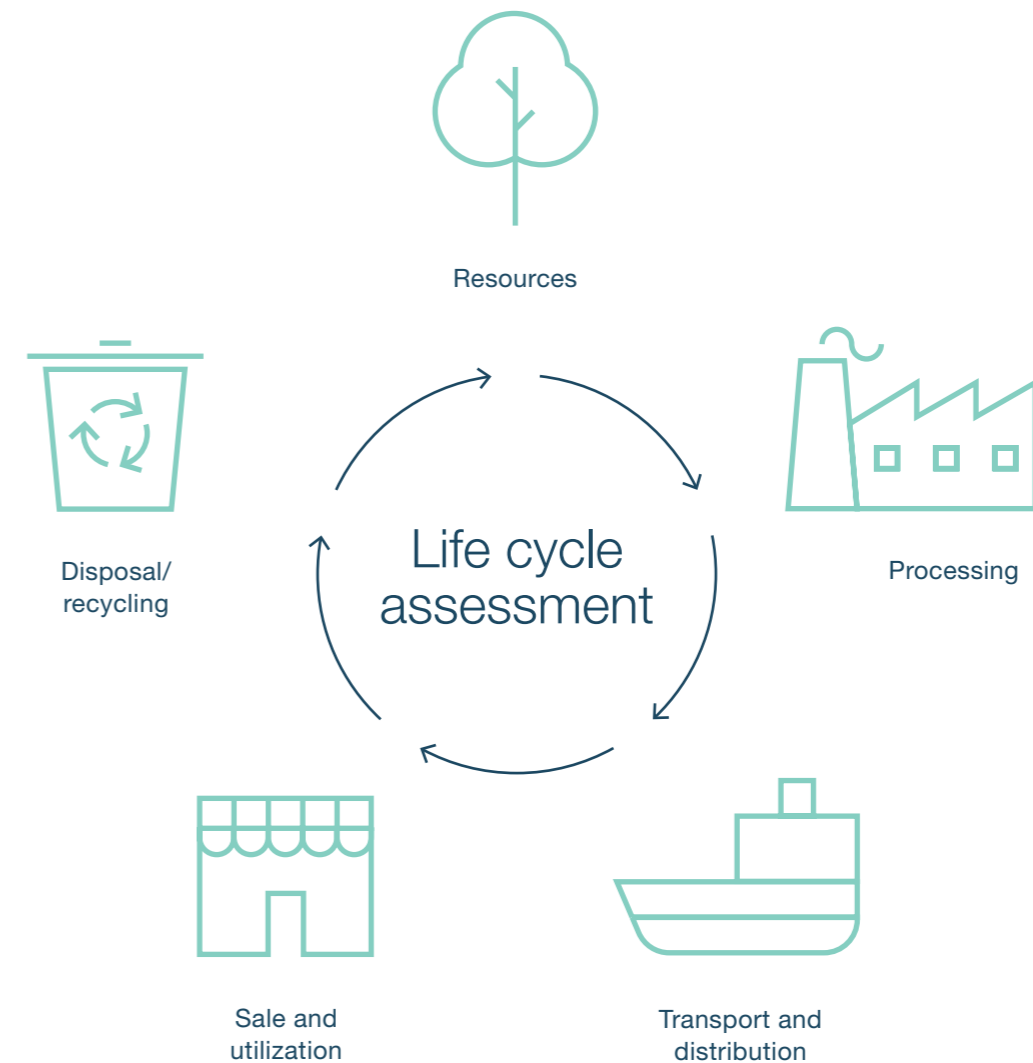 Resources
Disposal/
recycling
Life cycle
assessment
Processing
Sale and
utilization
Transport and
distribution